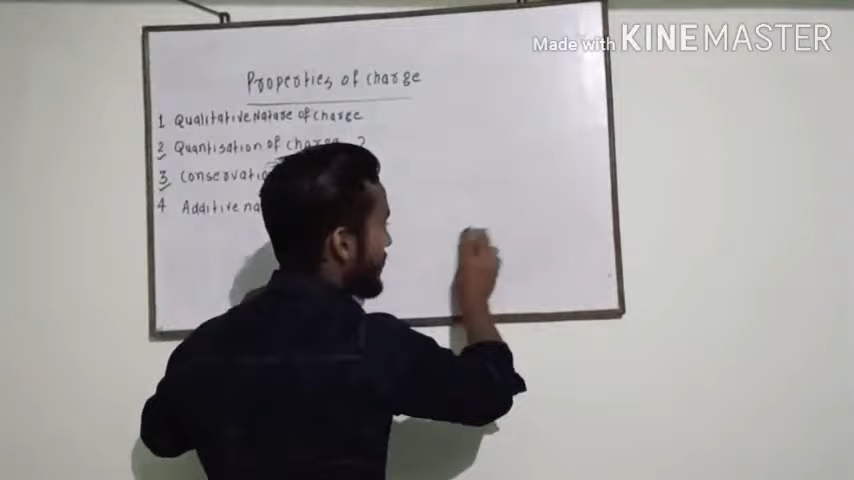 Made with KINEMASTER
Properties of charge
1 Qualitative Nature of charge
2 Quantisation of charge ?
3 Conservatio
4 Additive na